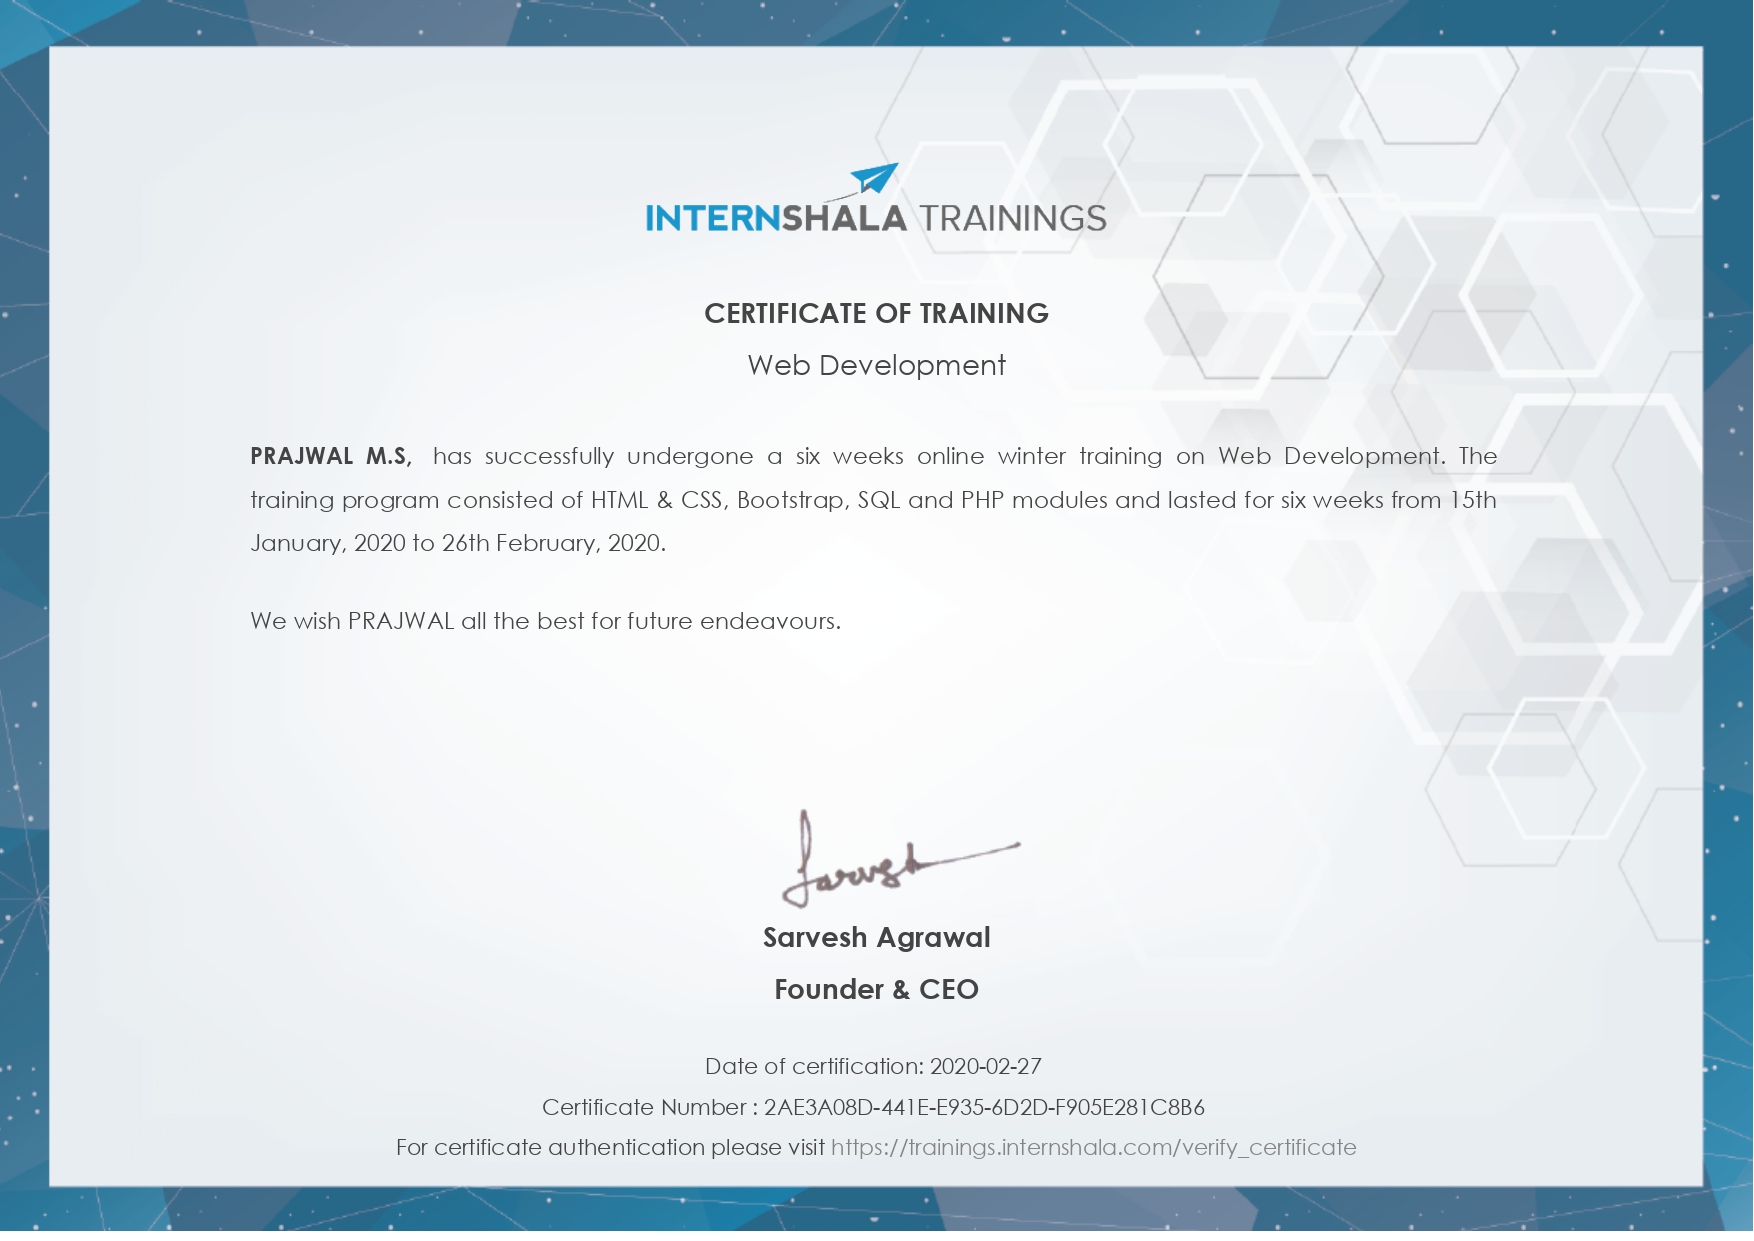 INTERNSHALA TRAININGS
CERTIFICATE OF TRAINING
Web Development
PRAJWAL M.S, has successfully undergone a six weeks online winter training on Web Development. The
training program consisted of HTML & CSS, Bootstrap, SQL and PHP modules and lasted for six weeks from 15th
January, 2020 to 26th February, 2020.
We wish PRAJWAL all the best for future endeavours.
Sarvesh
Sarvesh Agrawal
Founder & CEO
Date of certification: 2020-02-27
Certificate Number : 2AE3A08D-441E-E935-6D2D-F905E281C8B6
For certificate authentication please visit https://trainings.internshala.com/verify_certificate